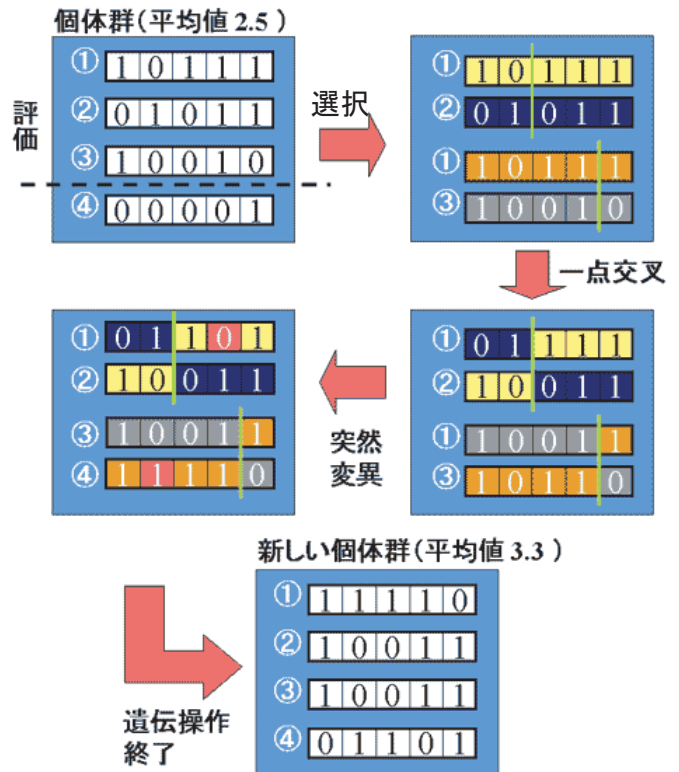 個体群(平均値 2.5 )
評価
① 1 0 1 1 1
② 0 1 0 1 1
③ 1 0 0 1 0
④ 0 0 0 0 1
選択
① 1 0 1 1 1
② 0 1 0 1 1
① 1 0 1 1 1
③ 1 0 0 1 0
一点交叉
① 0 1 1 1 1
② 1 0 0 1 1
① 1 0 0 1 1
③ 1 0 1 1 0
突然
変異
① 0 1 1 0 1
② 1 0 0 1 1
③ 1 0 0 1 1
④ 1 1 1 1 0
遺伝操作
終了
新しい個体群(平均値 3.3 )
① 1 1 1 1 0
② 1 0 0 1 1
③ 1 0 0 1 1
④ 0 1 1 0 1